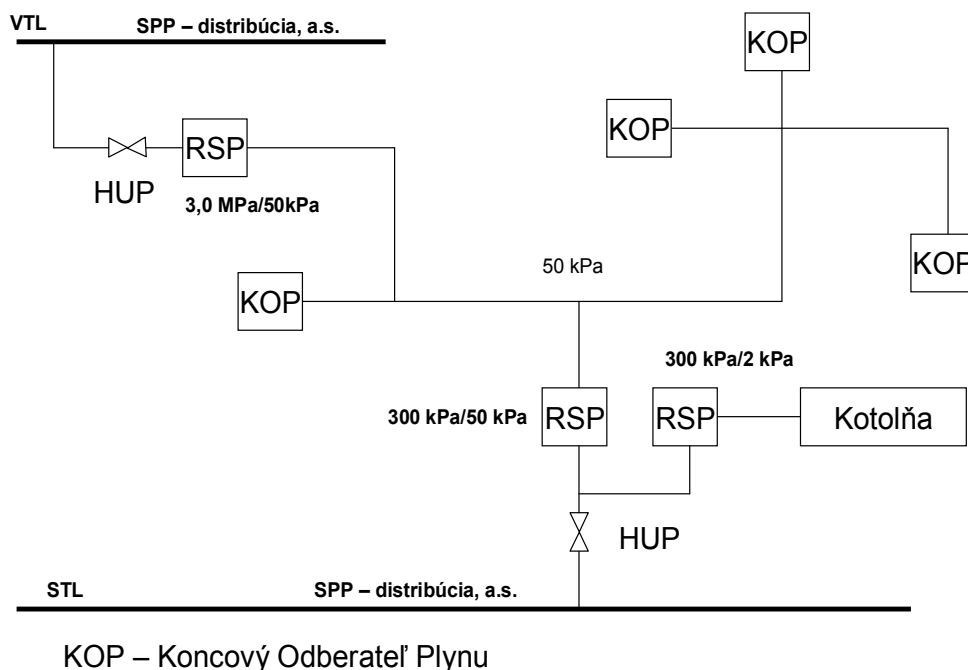 VTL
SPP – distribúcia, a.s.
KOP
KOP
RSP
HUP
3,0 MPa/50kPa
KOP
50 kPa
KOP
300 kPa/2 kPa
300 kPa/50 kPa
RSP
RSP
Kotolňa
HUP
STL
SPP – distribúcia, a.s.
KOP – Koncový Odberateľ Plynu